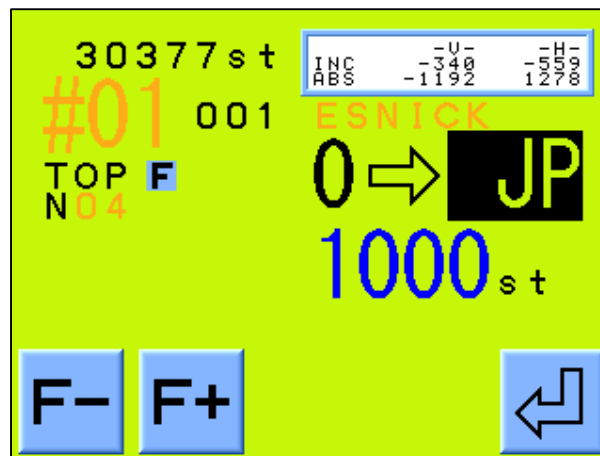 30377st
-V- -H-
INC -340 -559
ABS -1192 1278
#01 001 ESNICK
TOP F
N04
0 ⇨ JP
1000st
F- F+